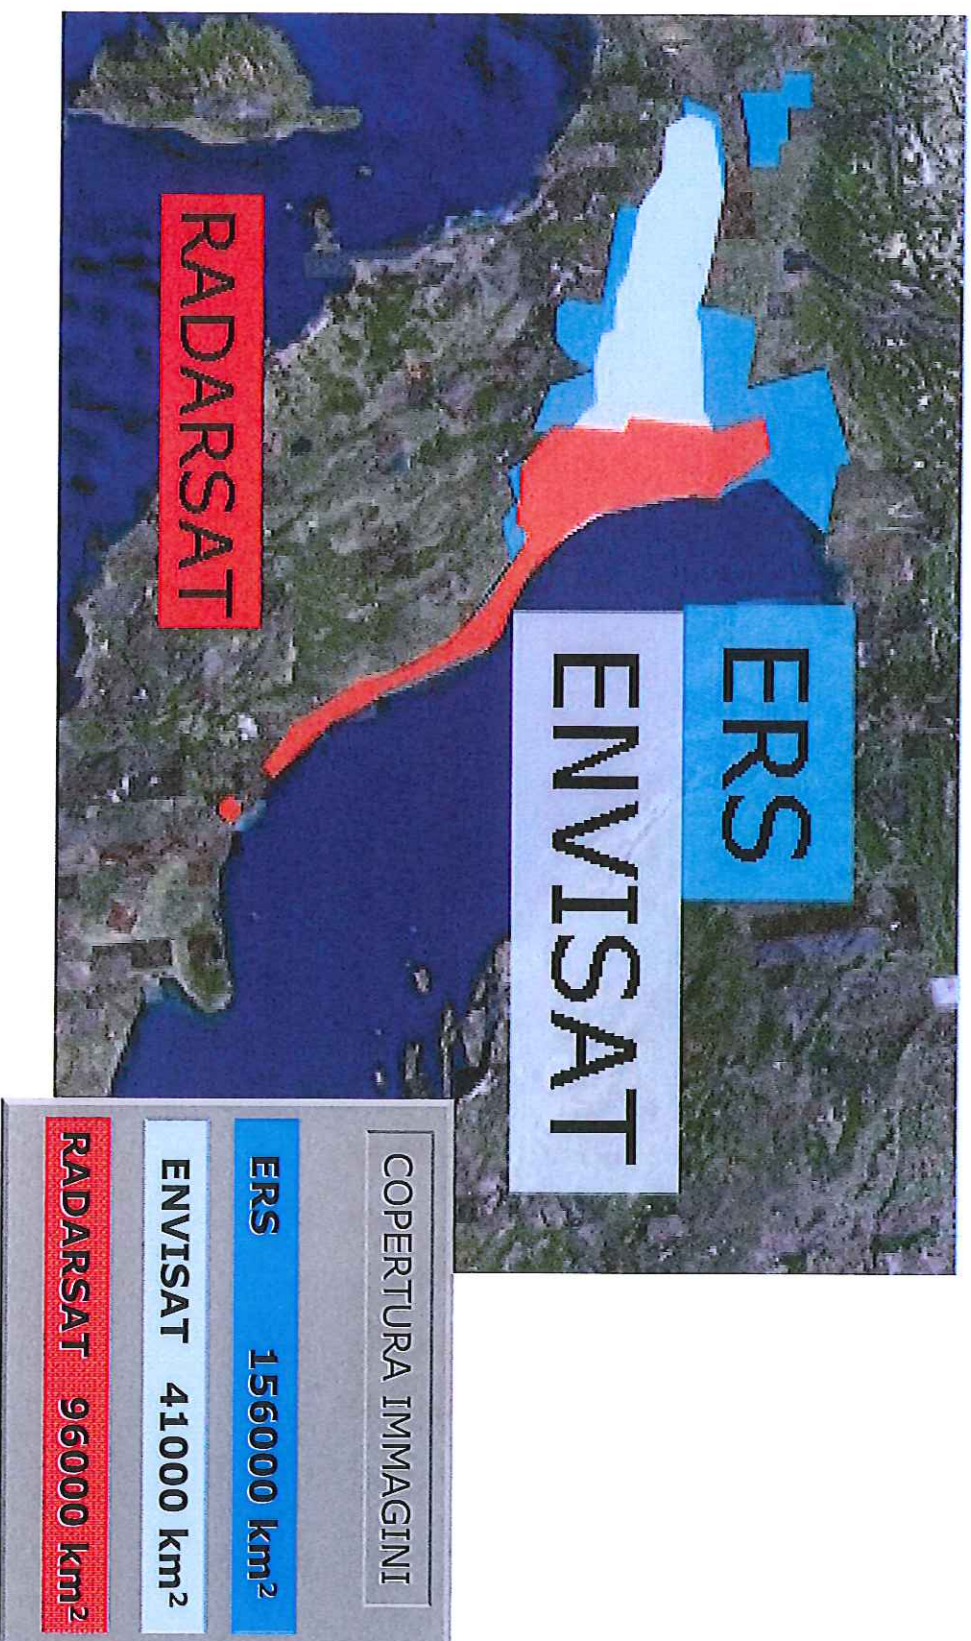 ERS
ENVISAT
RADARSAT
COPERTURA IMMAGINI
ERS 156000 km²
ENVISAT 41000 km²
RADARSAT 96000 km²